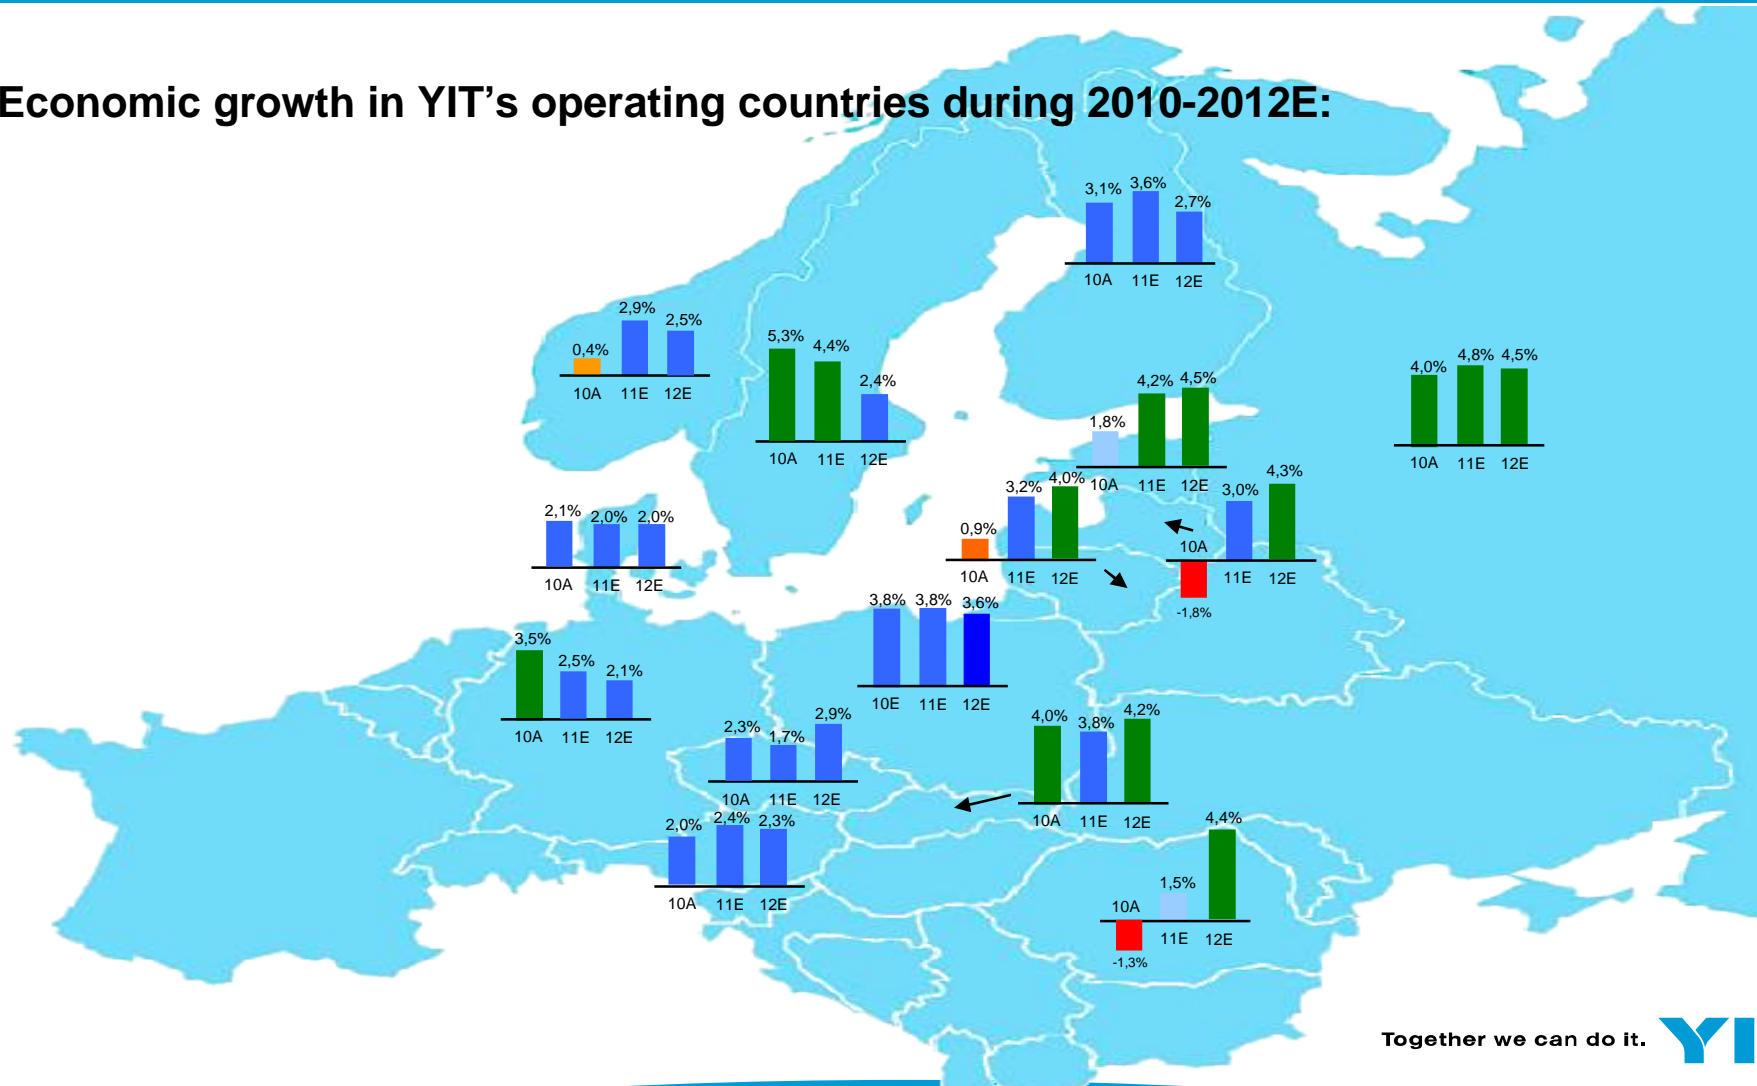 Economic growth in YIT's operating countries during 2010-2012E:
3,1% 3,6% 2,7%
10A 11E 12E
0,4% 2,9% 2,5%
10A 11E 12E
5,3% 4,4% 2,4%
10A 11E 12E
4,0% 4,8% 4,5%
10A 11E 12E
1,8% 4,2% 4,5%
10A 11E 12E
2,1% 2,0% 2,0%
10A 11E 12E
0,9% 3,2% 4,0%
10A 11E 12E
3,0% 4,3%
10A 11E 12E
-1,8%
3,8% 3,8% 3,6%
10E 11E 12E
3,5% 2,5% 2,1%
10A 11E 12E
2,3% 1,7% 2,9%
10A 11E 12E
4,0% 3,8% 4,2%
10A 11E 12E
2,0% 2,4% 2,3%
10A 11E 12E
1,5% 4,4%
10A 11E 12E
-1,3%
Together we can do it. YI